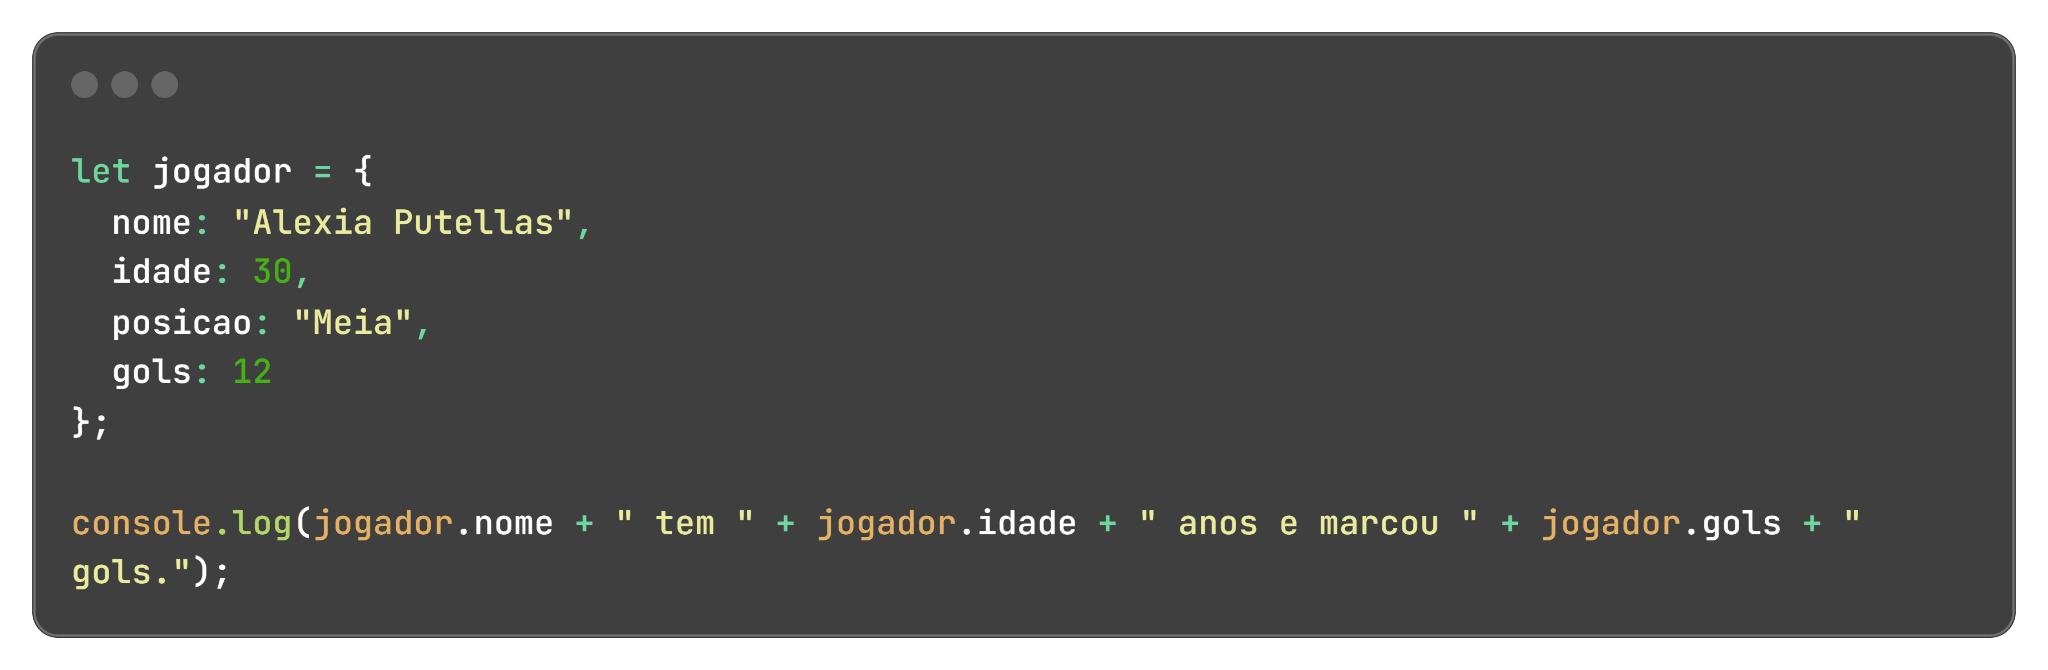 let jogador = {
  nome: "Alexia Putellas",
  idade: 30,
  posicao: "Meia",
  gols: 12
};

console.log(jogador.nome + " tem " + jogador.idade + " anos e marcou " + jogador.gols + "
gols.");